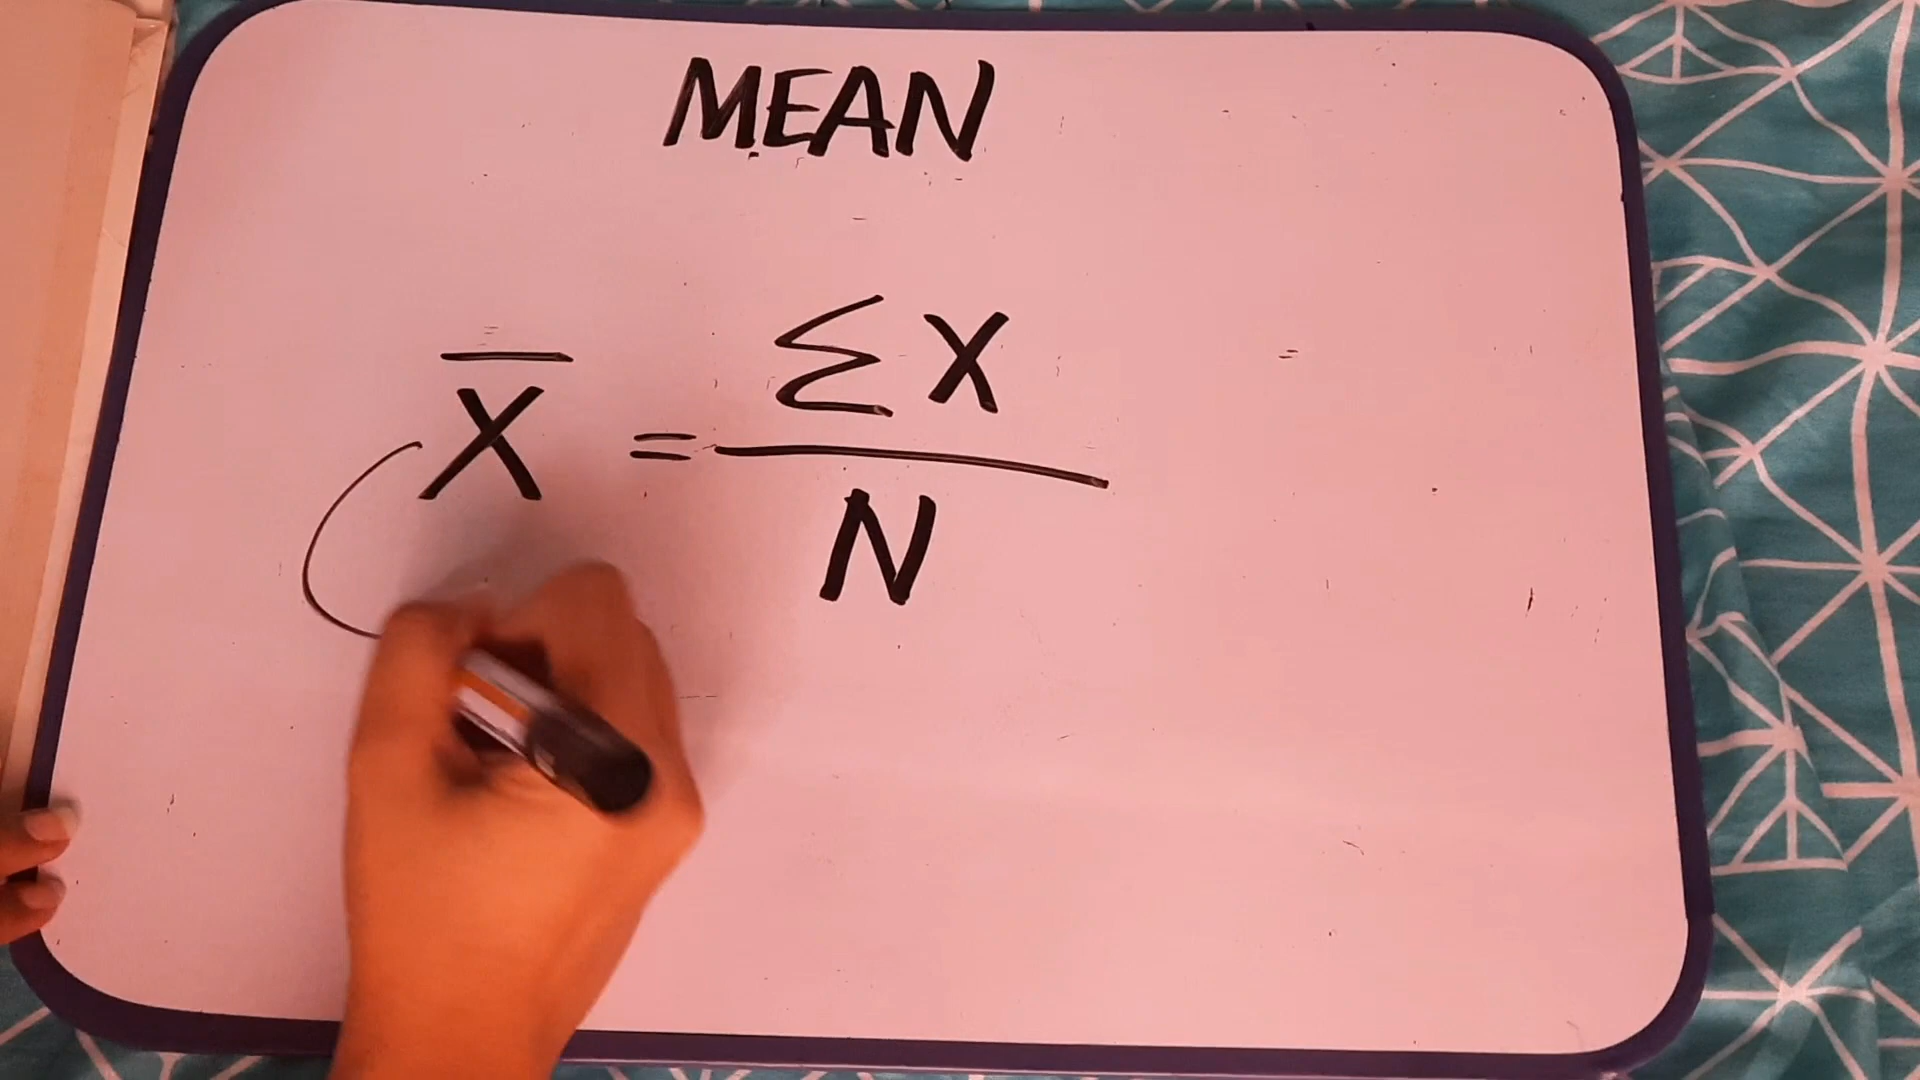 MEAN
X̄ = ΣX / N